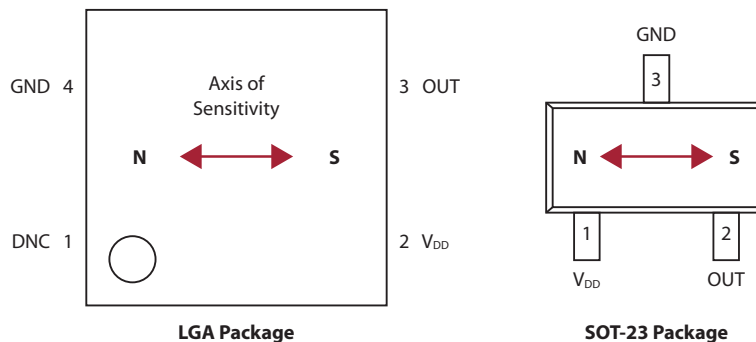 GND 4
Axis of
Sensitivity
3 OUT
N
S
DNC 1
2 VDD
LGA Package
GND
3
N
S
1
2
VDD
OUT
SOT-23 Package